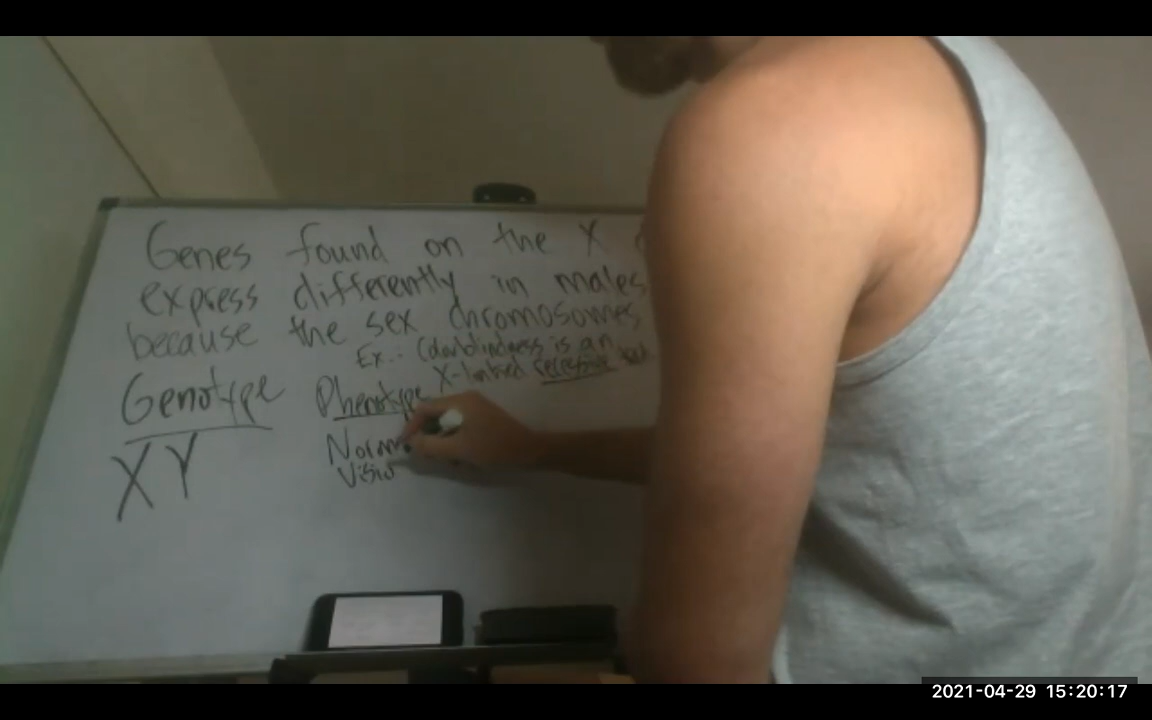 Genes found on the X
express differently in males
because the sex chromosomes
Ex.: Colorblindness is an
X-linked recessive
Genotype Phenotype
XY Norm
Visio
2021-04-29 15:20:17